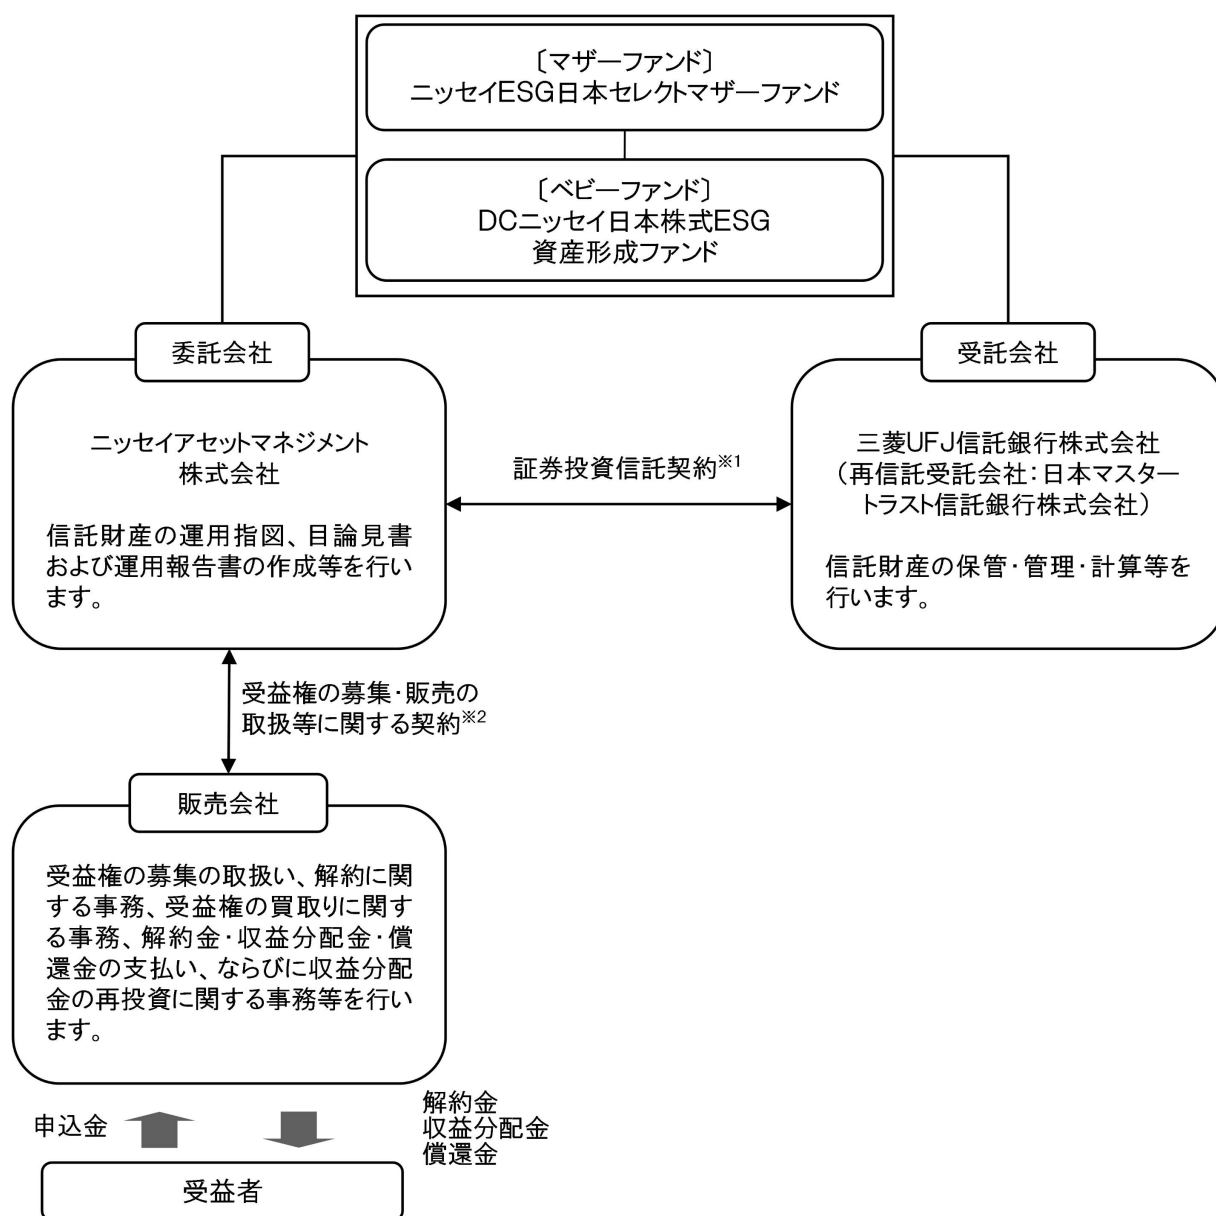 〔マザーファンド〕
ニッセイESG日本セレクトマザーファンド
〔ベビーファンド〕
DCニッセイ日本株式ESG
資産形成ファンド
委託会社
ニッセイアセットマネジメント
株式会社
信託財産の運用指図、目論見書
および運用報告書の作成等を行い
ます。
証券投資信託契約※1
受託会社
三菱UFJ信託銀行株式会社
（再信託受託会社：日本マスター
トラスト信託銀行株式会社）
信託財産の保管・管理・計算等を
行います。
受益権の募集・販売の
取扱等に関する契約※2
販売会社
受益権の募集の取扱い、解約に関
する事務、受益権の買取りに関す
る事務、解約金・収益分配金・償
還金の支払い、ならびに収益分配
金の再投資に関する事務等を行い
ます。
申込金
解約金
収益分配金
償還金
受益者